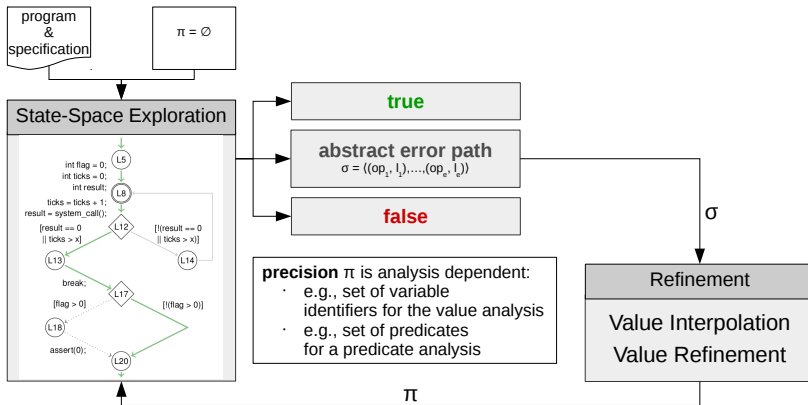 program
&
specification
π = ∅
State-Space Exploration
L5
int flag = 0;
int ticks = 0;
int result;
L8
ticks = ticks + 1;
result = system_call();
L12
[result == 0
|| ticks > x]
[!(result == 0
|| ticks > x)]
L13
L14
break;
L17
[flag > 0]
[!(flag > 0)]
L18
assert(0);
L20
true
abstract error path
σ = ⟨(op₁, l₁),…,(opₑ, lₑ)⟩
false
σ
precision π is analysis dependent:
· e.g., set of variable
identifiers for the value analysis
· e.g., set of predicates
for a predicate analysis
Refinement
Value Interpolation
Value Refinement
π